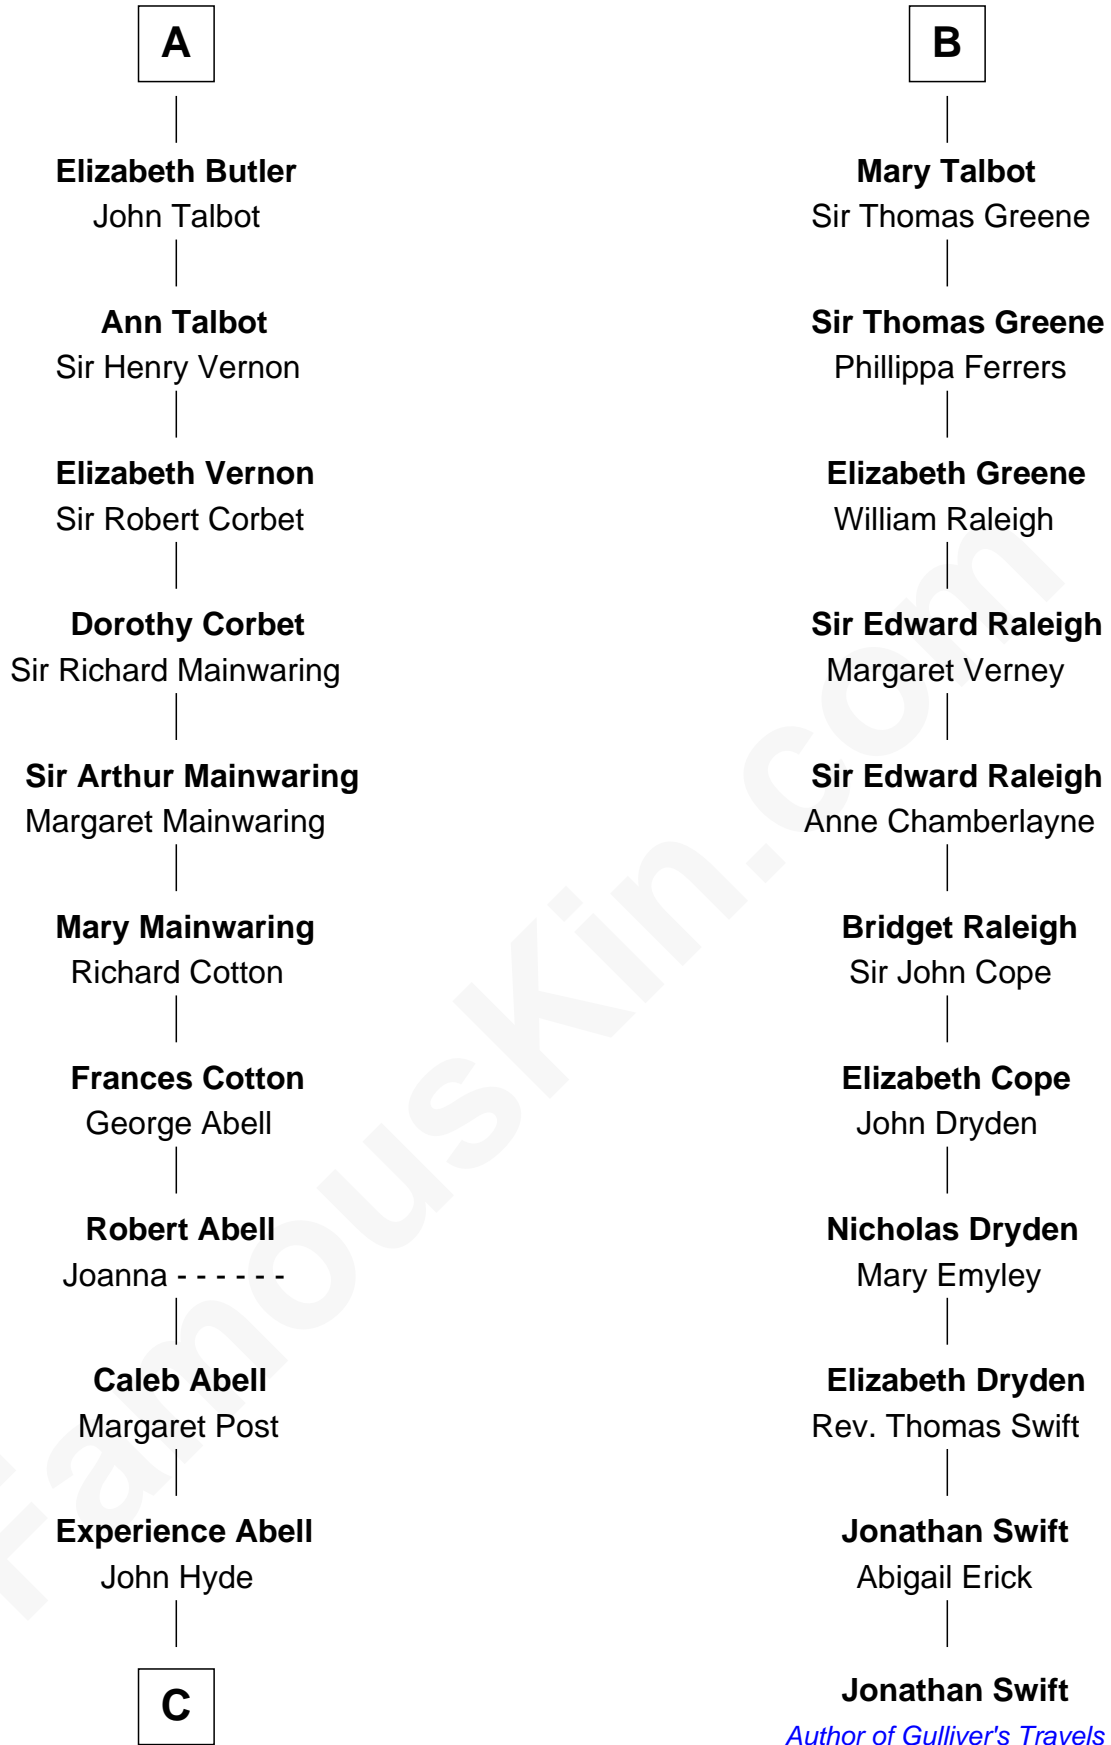 A
Elizabeth Butler
John Talbot
Ann Talbot
Sir Henry Vernon
Elizabeth Vernon
Sir Robert Corbet
Dorothy Corbet
Sir Richard Mainwaring
Sir Arthur Mainwaring
Margaret Mainwaring
Mary Mainwaring
Richard Cotton
Frances Cotton
George Abell
Robert Abell
Joanna - - - - - -
Caleb Abell
Margaret Post
Experience Abell
John Hyde
C
B
Mary Talbot
Sir Thomas Greene
Sir Thomas Greene
Phillippa Ferrers
Elizabeth Greene
William Raleigh
Sir Edward Raleigh
Margaret Verney
Sir Edward Raleigh
Anne Chamberlayne
Bridget Raleigh
Sir John Cope
Elizabeth Cope
John Dryden
Nicholas Dryden
Mary Emyley
Elizabeth Dryden
Rev. Thomas Swift
Jonathan Swift
Abigail Erick
Jonathan Swift
Author of Gulliver's Travels
FamousKin.com